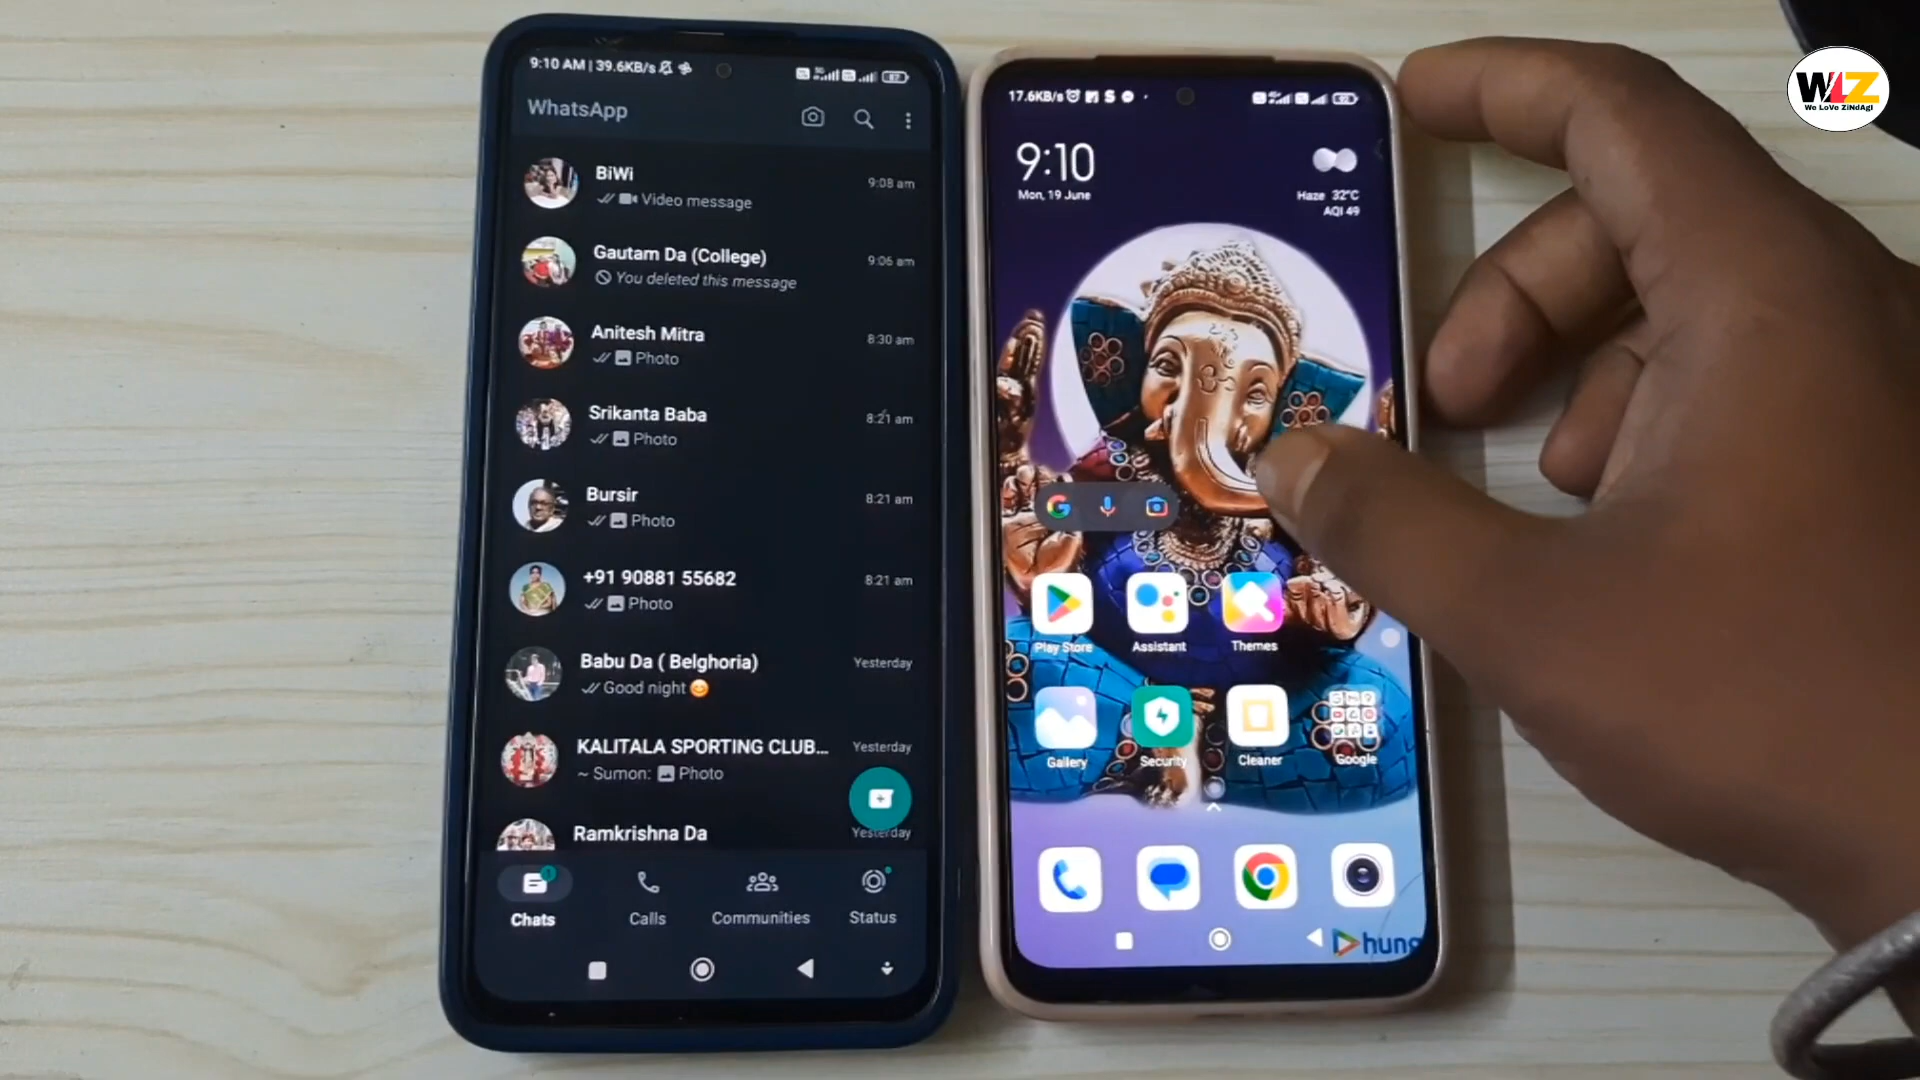 9:10 AM | 39.6KB/s
WhatsApp
BiWi
9:08 am
Video message
Gautam Da (College)
9:06 am
You deleted this message
Anitesh Mitra
8:30 am
Photo
Srikanta Baba
8:21 am
Photo
Bursir
8:21 am
Photo
+91 90881 55682
8:21 am
Photo
Babu Da ( Belghoria)
Yesterday
Good night
KALITALA SPORTING CLUB...
Yesterday
~ Sumon: Photo
Ramkrishna Da
Yesterday
Chats
Calls
Communities
Status
17.6KB/s
9:10
Mon, 19 June
Haze 32°C
AQI 49
Play Store
Assistant
Themes
Gallery
Security
Cleaner
Google
hung
WLZ
We LoVe ZiNdAgI